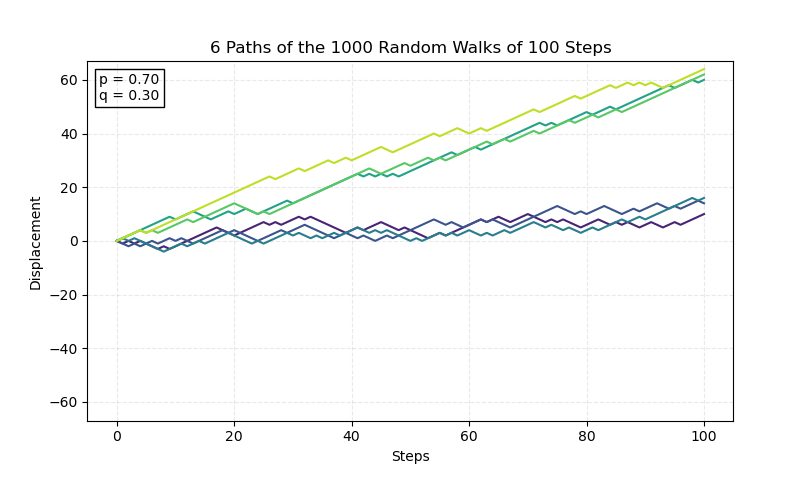 6 Paths of the 1000 Random Walks of 100 Steps
p = 0.70
q = 0.30
60
40
20
0
−20
−40
−60
Displacement
0 20 40 60 80 100
Steps